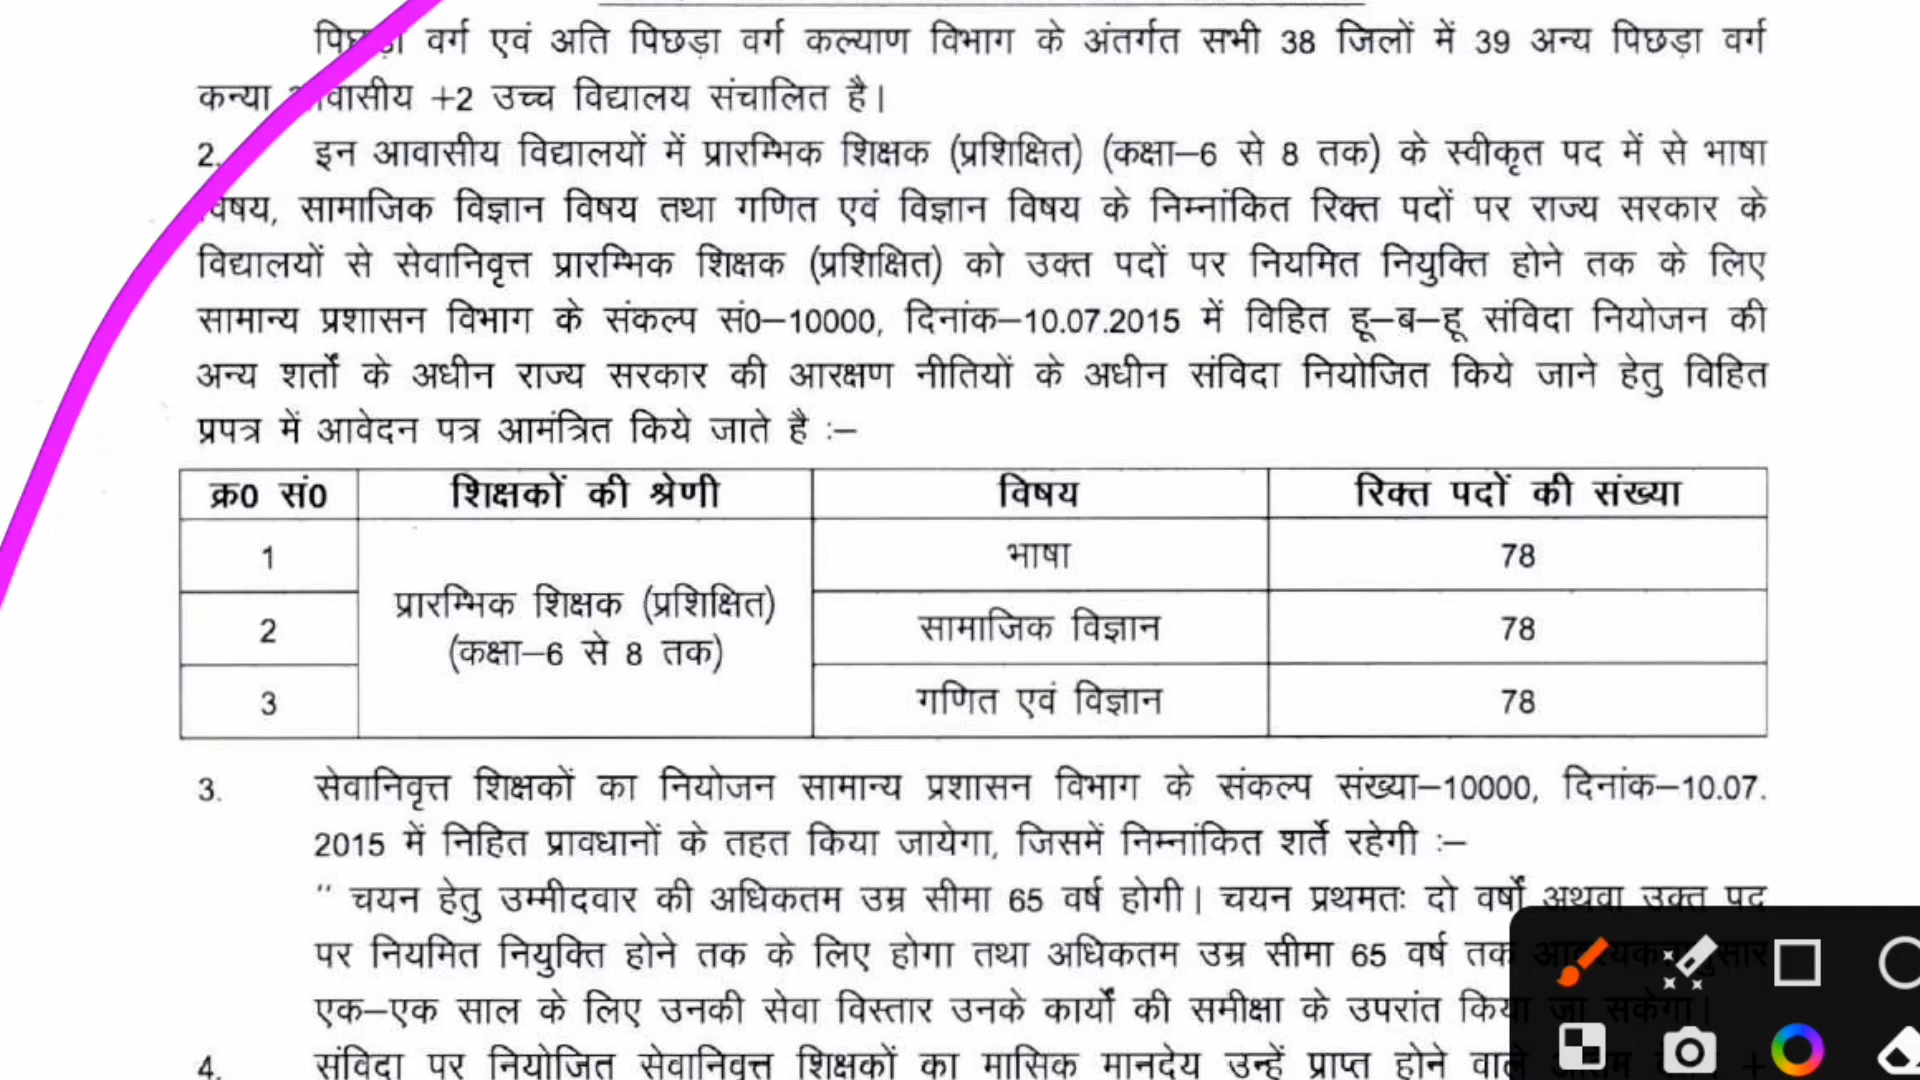 पिछड़ा वर्ग एवं अति पिछड़ा वर्ग कल्याण विभाग के अंतर्गत सभी 38 जिलों में 39 अन्य पिछड़ा वर्ग
कन्या आवासीय +2 उच्च विद्यालय संचालित है।
2. इन आवासीय विद्यालयों में प्रारम्भिक शिक्षक (प्रशिक्षित) (कक्षा–6 से 8 तक) के स्वीकृत पद में से भाषा
विषय, सामाजिक विज्ञान विषय तथा गणित एवं विज्ञान विषय के निम्नांकित रिक्त पदों पर राज्य सरकार के
विद्यालयों से सेवानिवृत्त प्रारम्भिक शिक्षक (प्रशिक्षित) को उक्त पदों पर नियमित नियुक्ति होने तक के लिए
सामान्य प्रशासन विभाग के संकल्प सं0–10000, दिनांक–10.07.2015 में विहित हू–ब–हू संविदा नियोजन की
अन्य शर्तों के अधीन राज्य सरकार की आरक्षण नीतियों के अधीन संविदा नियोजित किये जाने हेतु विहित
प्रपत्र में आवेदन पत्र आमंत्रित किये जाते है :–
क्र0 सं0 शिक्षकों की श्रेणी विषय रिक्त पदों की संख्या
1 भाषा 78
प्रारम्भिक शिक्षक (प्रशिक्षित)
2 सामाजिक विज्ञान 78
(कक्षा–6 से 8 तक)
3 गणित एवं विज्ञान 78
3. सेवानिवृत्त शिक्षकों का नियोजन सामान्य प्रशासन विभाग के संकल्प संख्या–10000, दिनांक–10.07.
2015 में निहित प्रावधानों के तहत किया जायेगा, जिसमें निम्नांकित शर्ते रहेगी :–
" चयन हेतु उम्मीदवार की अधिकतम उम्र सीमा 65 वर्ष होगी। चयन प्रथमतः दो वर्षों अथवा उक्त पद
पर नियमित नियुक्ति होने तक के लिए होगा तथा अधिकतम उम्र सीमा 65 वर्ष तक
एक–एक साल के लिए उनकी सेवा विस्तार उनके कार्यों की समीक्षा के उपरांत किया जा सकेगा।
4. संविदा पर नियोजित सेवानिवृत्त शिक्षकों का मासिक मानदेय उन्हें प्राप्त होने वाले